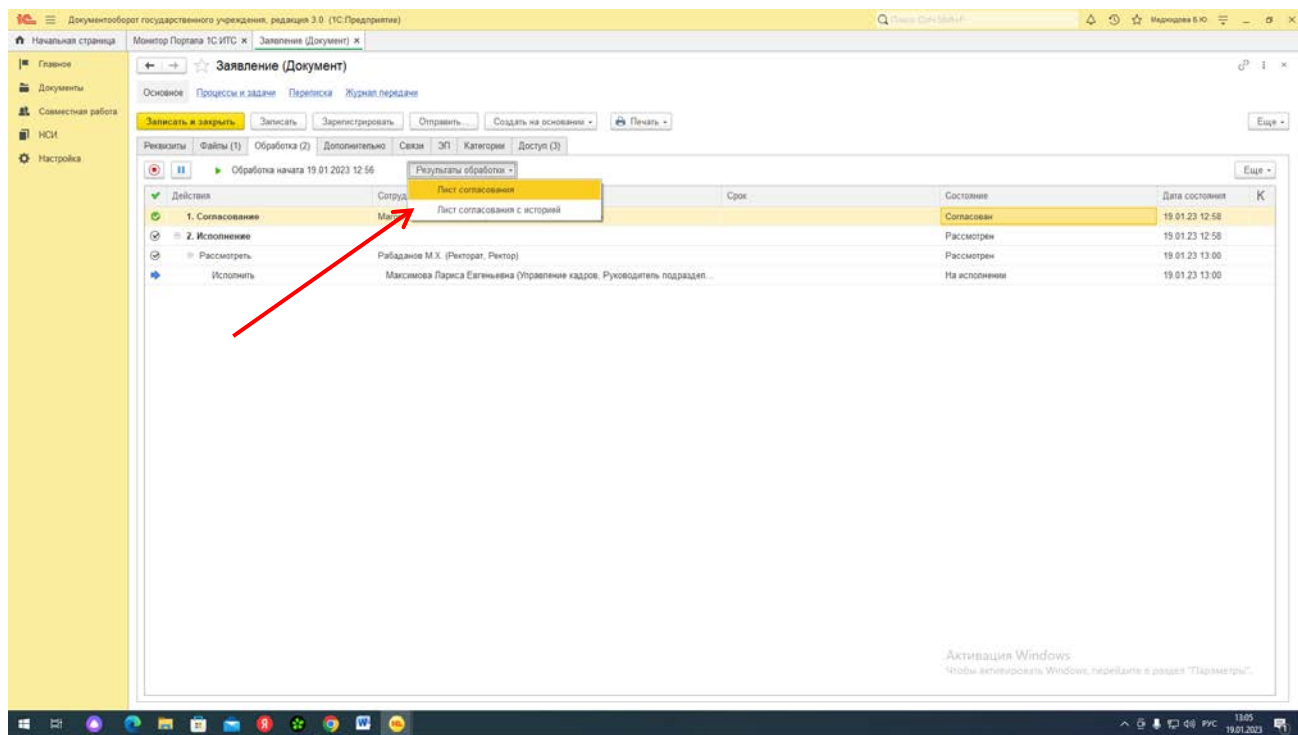 Документооборот государственного учреждения, редакция 3.0 (1С:Предприятие)
Начальная страница Монитор Портала 1С:ИТС × Заявление (Документ) ×
Главное
Документы
Совместная работа
НСИ
Настройка
Заявление (Документ)
Основное Процессы и задачи Переписка Журнал передачи
Записать и закрыть Записать Зарегистрировать Отправить... Создать на основании Печать Еще
Реквизиты Файлы (1) Обработка (2) Дополнительно Связи ЭП Категории Доступ (3)
Обработка начата 19.01.2023 12:56 Результаты обработки Еще
Лист согласования
Лист согласования с историей
Действия Сотруд Срок Состояние Дата состояния К
1. Согласование Согласован 19.01.23 12:58
2. Исполнение Рассмотрен 19.01.23 12:58
Рассмотреть Рабаданов М.Х. (Ректорат, Ректор) Рассмотрен 19.01.23 13:00
Исполнить Максимова Лариса Евгеньевна (Управление кадров, Руководитель подраздел... На исполнении 19.01.23 13:00
Активация Windows
Чтобы активировать Windows, перейдите в раздел "Параметры".
РУС 13:05
19.01.2023